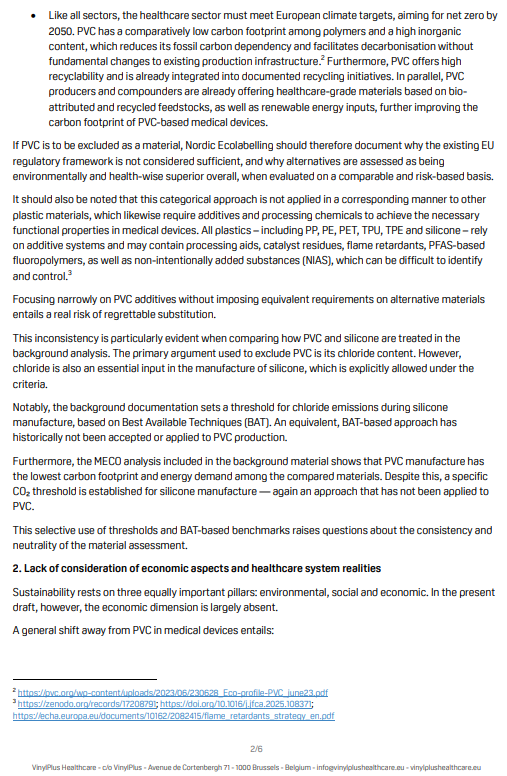 • Like all sectors, the healthcare sector must meet European climate targets, aiming for net zero by
2050. PVC has a comparatively low carbon footprint among polymers and a high inorganic
content, which reduces its fossil carbon dependency and facilitates decarbonisation without
fundamental changes to existing production infrastructure.² Furthermore, PVC offers high
recyclability and is already integrated into documented recycling initiatives. In parallel, PVC
producers and compounders are already offering healthcare-grade materials based on bio-
attributed and recycled feedstocks, as well as renewable energy inputs, further improving the
carbon footprint of PVC-based medical devices.
If PVC is to be excluded as a material, Nordic Ecolabelling should therefore document why the existing EU
regulatory framework is not considered sufficient, and why alternatives are assessed as being
environmentally and health-wise superior overall, when evaluated on a comparable and risk-based basis.
It should also be noted that this categorical approach is not applied in a corresponding manner to other
plastic materials, which likewise require additives and processing chemicals to achieve the necessary
functional properties in medical devices. All plastics – including PP, PE, PET, TPU, TPE and silicone – rely
on additive systems and may contain processing aids, catalyst residues, flame retardants, PFAS-based
fluoropolymers, as well as non-intentionally added substances (NIAS), which can be difficult to identify
and control.³
Focusing narrowly on PVC additives without imposing equivalent requirements on alternative materials
entails a real risk of regrettable substitution.
This inconsistency is particularly evident when comparing how PVC and silicone are treated in the
background analysis. The primary argument used to exclude PVC is its chloride content. However,
chloride is also an essential input in the manufacture of silicone, which is explicitly allowed under the
criteria.
Notably, the background documentation sets a threshold for chloride emissions during silicone
manufacture, based on Best Available Techniques (BAT). An equivalent, BAT-based approach has
historically not been accepted or applied to PVC production.
Furthermore, the MECO analysis included in the background material shows that PVC manufacture has
the lowest carbon footprint and energy demand among the compared materials. Despite this, a specific
CO₂ threshold is established for silicone manufacture — again an approach that has not been applied to
PVC.
This selective use of thresholds and BAT-based benchmarks raises questions about the consistency and
neutrality of the material assessment.
2. Lack of consideration of economic aspects and healthcare system realities
Sustainability rests on three equally important pillars: environmental, social and economic. In the present
draft, however, the economic dimension is largely absent.
A general shift away from PVC in medical devices entails:
² https://pvc.org/wp-content/uploads/2023/06/230628_Eco-profile-PVC_june23.pdf
³ https://zenodo.org/records/17208791; https://doi.org/10.1016/j.jfca.2025.108371;
https://echa.europa.eu/documents/10162/2082415/flame_retardants_strategy_en.pdf
2/6
VinylPlus Healthcare - c/o VinylPlus - Avenue de Cortenbergh 71 - 1000 Brussels - Belgium - info@vinylplushealthcare.eu - vinylplushealthcare.eu